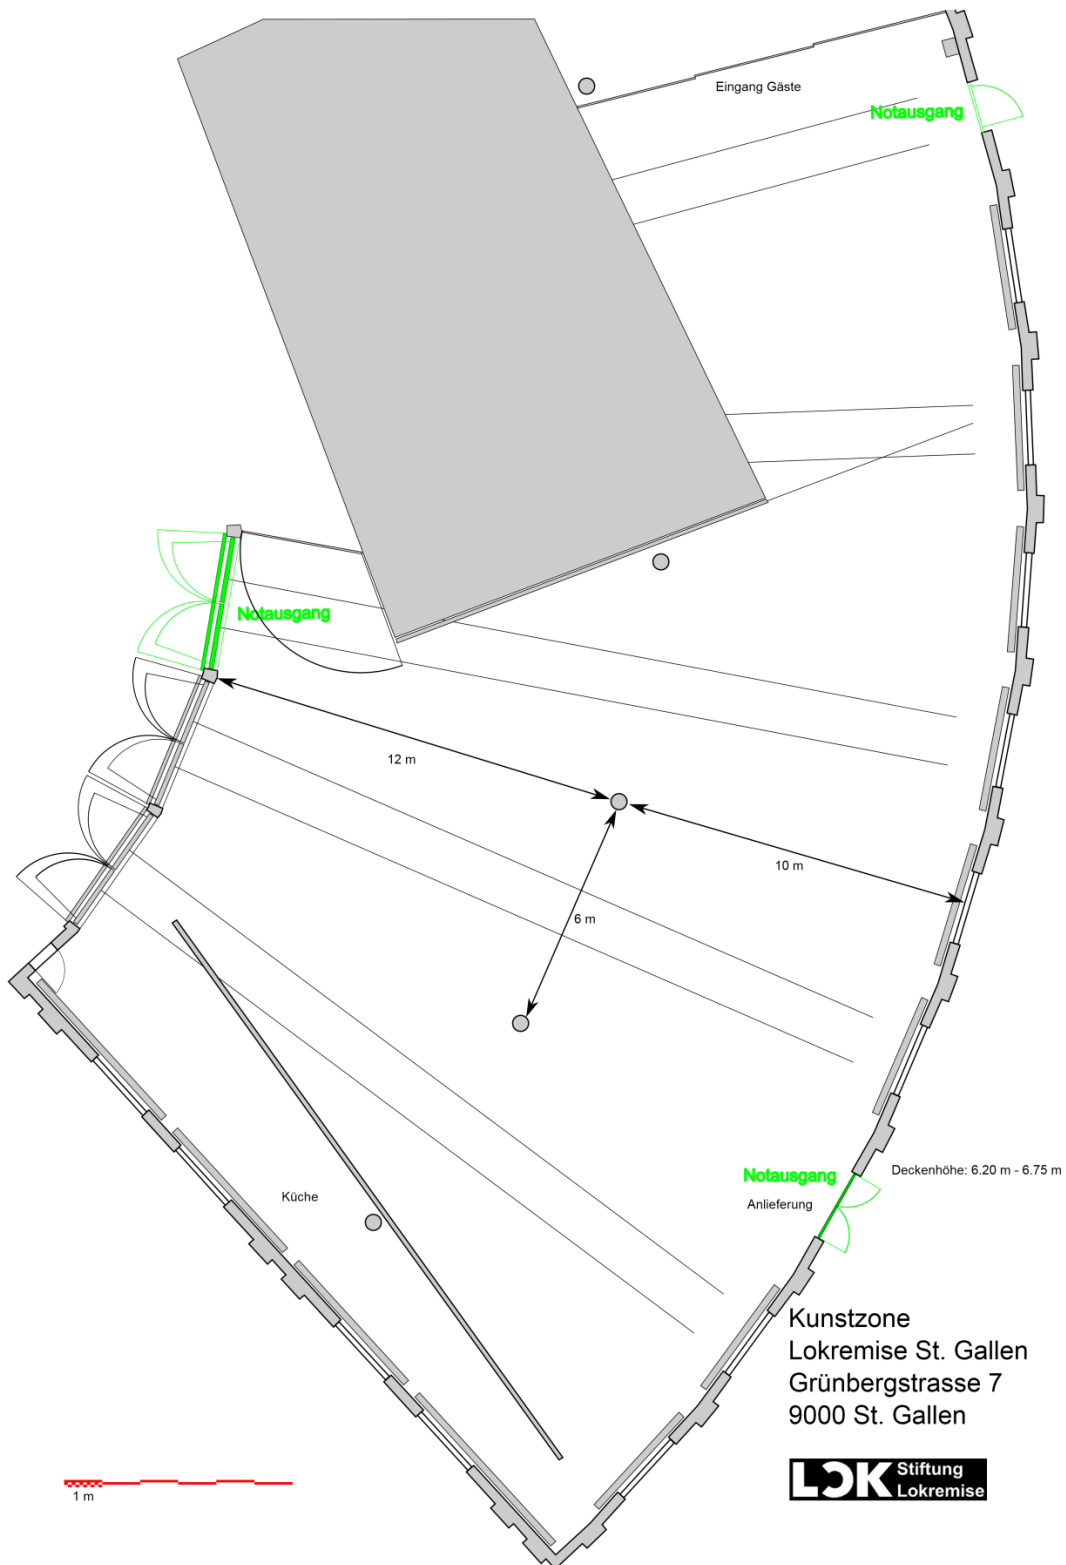 Eingang Gäste
Notausgang
Notausgang
12 m
10 m
6 m
Notausgang
Deckenhöhe: 6.20 m - 6.75 m
Anlieferung
Küche
Kunstzone
Lokremise St. Gallen
Grünbergstrasse 7
9000 St. Gallen
LOK Stiftung
Lokremise
1 m